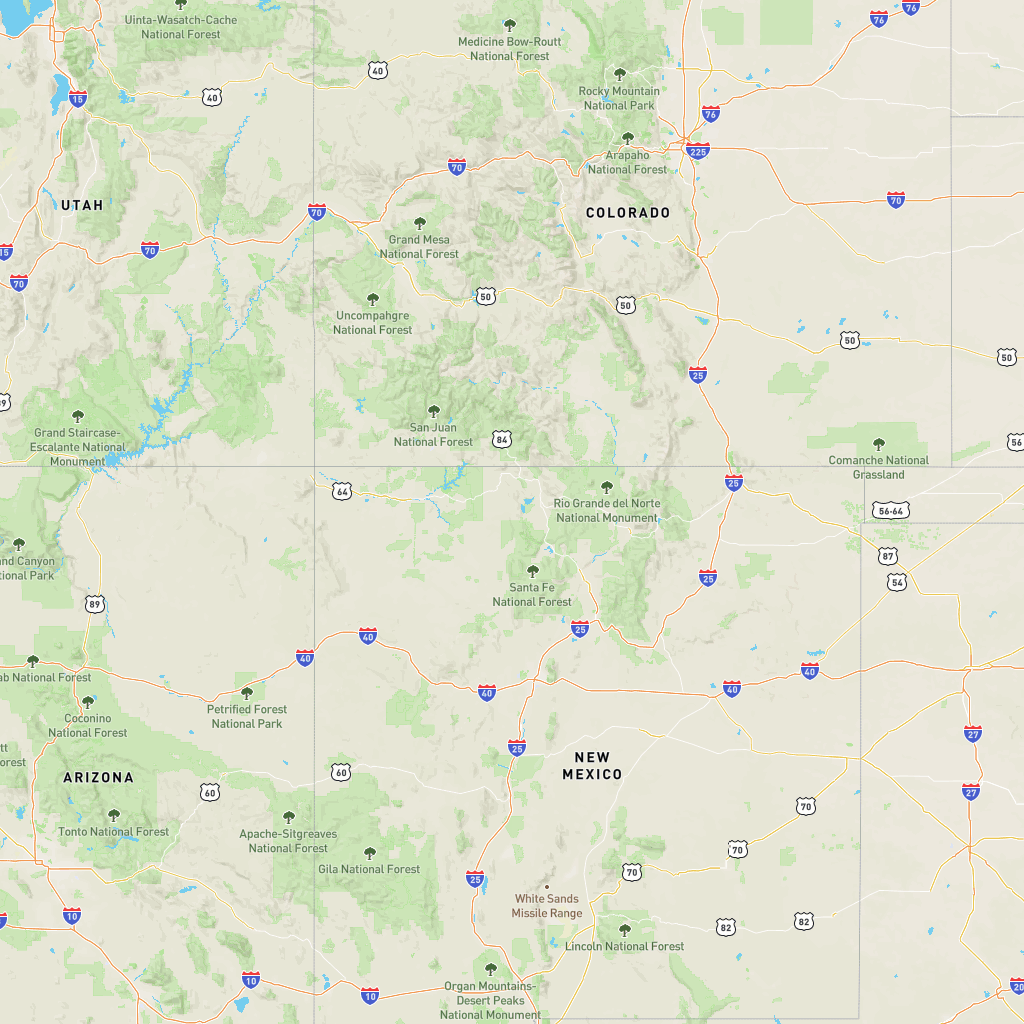 76
76
Uinta-Wasatch-Cache
National Forest
Medicine Bow-Routt
National Forest
40
40
15
Rocky Mountain
National Park
76
Arapaho
National Forest
225
70
UTAH
70
COLORADO
70
15
70
70
Grand Mesa
National Forest
50
50
Uncompahgre
National Forest
50
50
25
89
Grand Staircase-
Escalante National
Monument
San Juan
National Forest
84
56
Comanche National
Grassland
25
64
Rio Grande del Norte
National Monument
56-64
nd Canyon
tional Park
87
54
Santa Fe
National Forest
25
89
25
40
40
40
ab National Forest
40
40
Petrified Forest
National Park
Coconino
National Forest
27
tt
orest
25
NEW
MEXICO
ARIZONA
60
60
27
70
Tonto National Forest
Apache-Sitgreaves
National Forest
70
Gila National Forest
70
25
White Sands
Missile Range
10
82
82
Lincoln National Forest
10
10
Organ Mountains-
Desert Peaks
National Monument
20